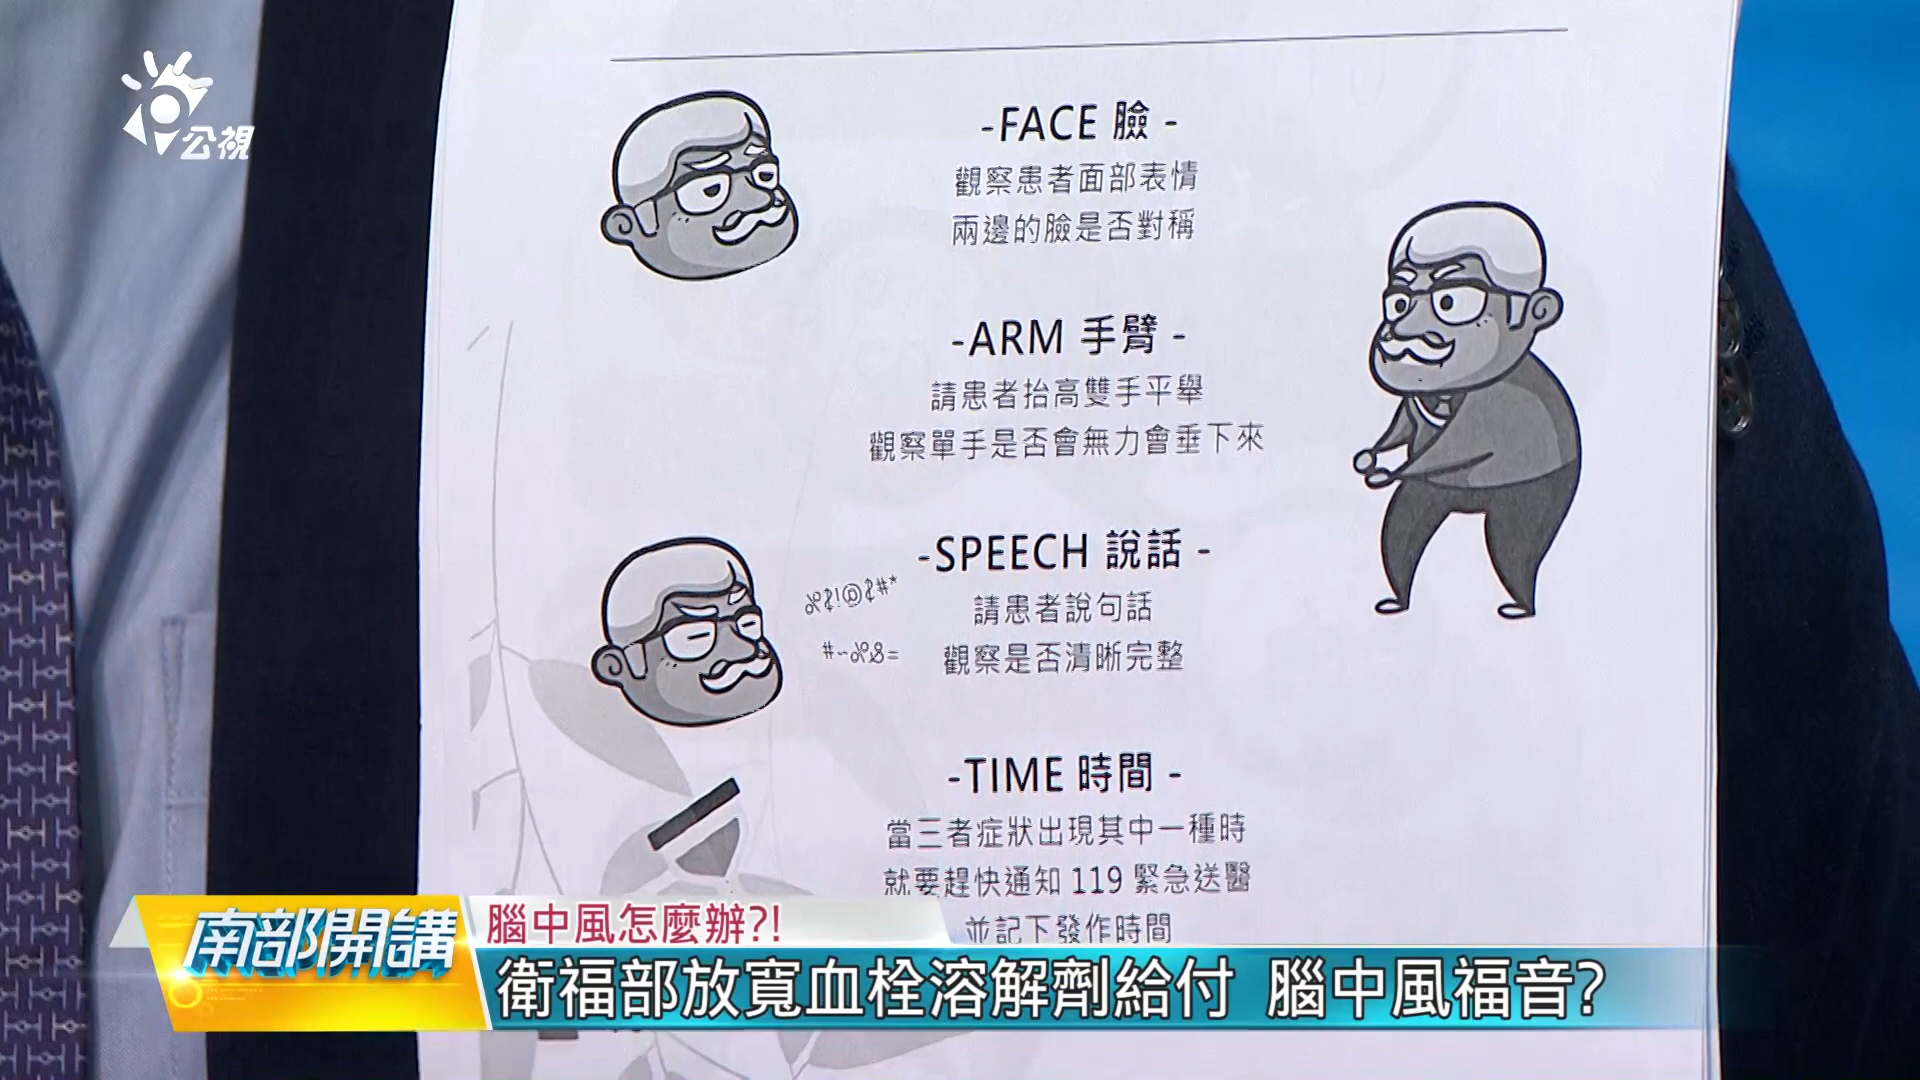 公視
-FACE 臉 -
觀察患者面部表情
兩邊的臉是否對稱
-ARM 手臂 -
請患者抬高雙手平舉
觀察單手是否會無力會垂下來
-SPEECH 說話 -
請患者說句話
觀察是否清晰完整
-TIME 時間 -
當三者症狀出現其中一種時
就要趕快通知 119 緊急送醫
並記下發作時間
南部開講
腦中風怎麼辦?!
衛福部放寬血栓溶解劑給付 腦中風福音?